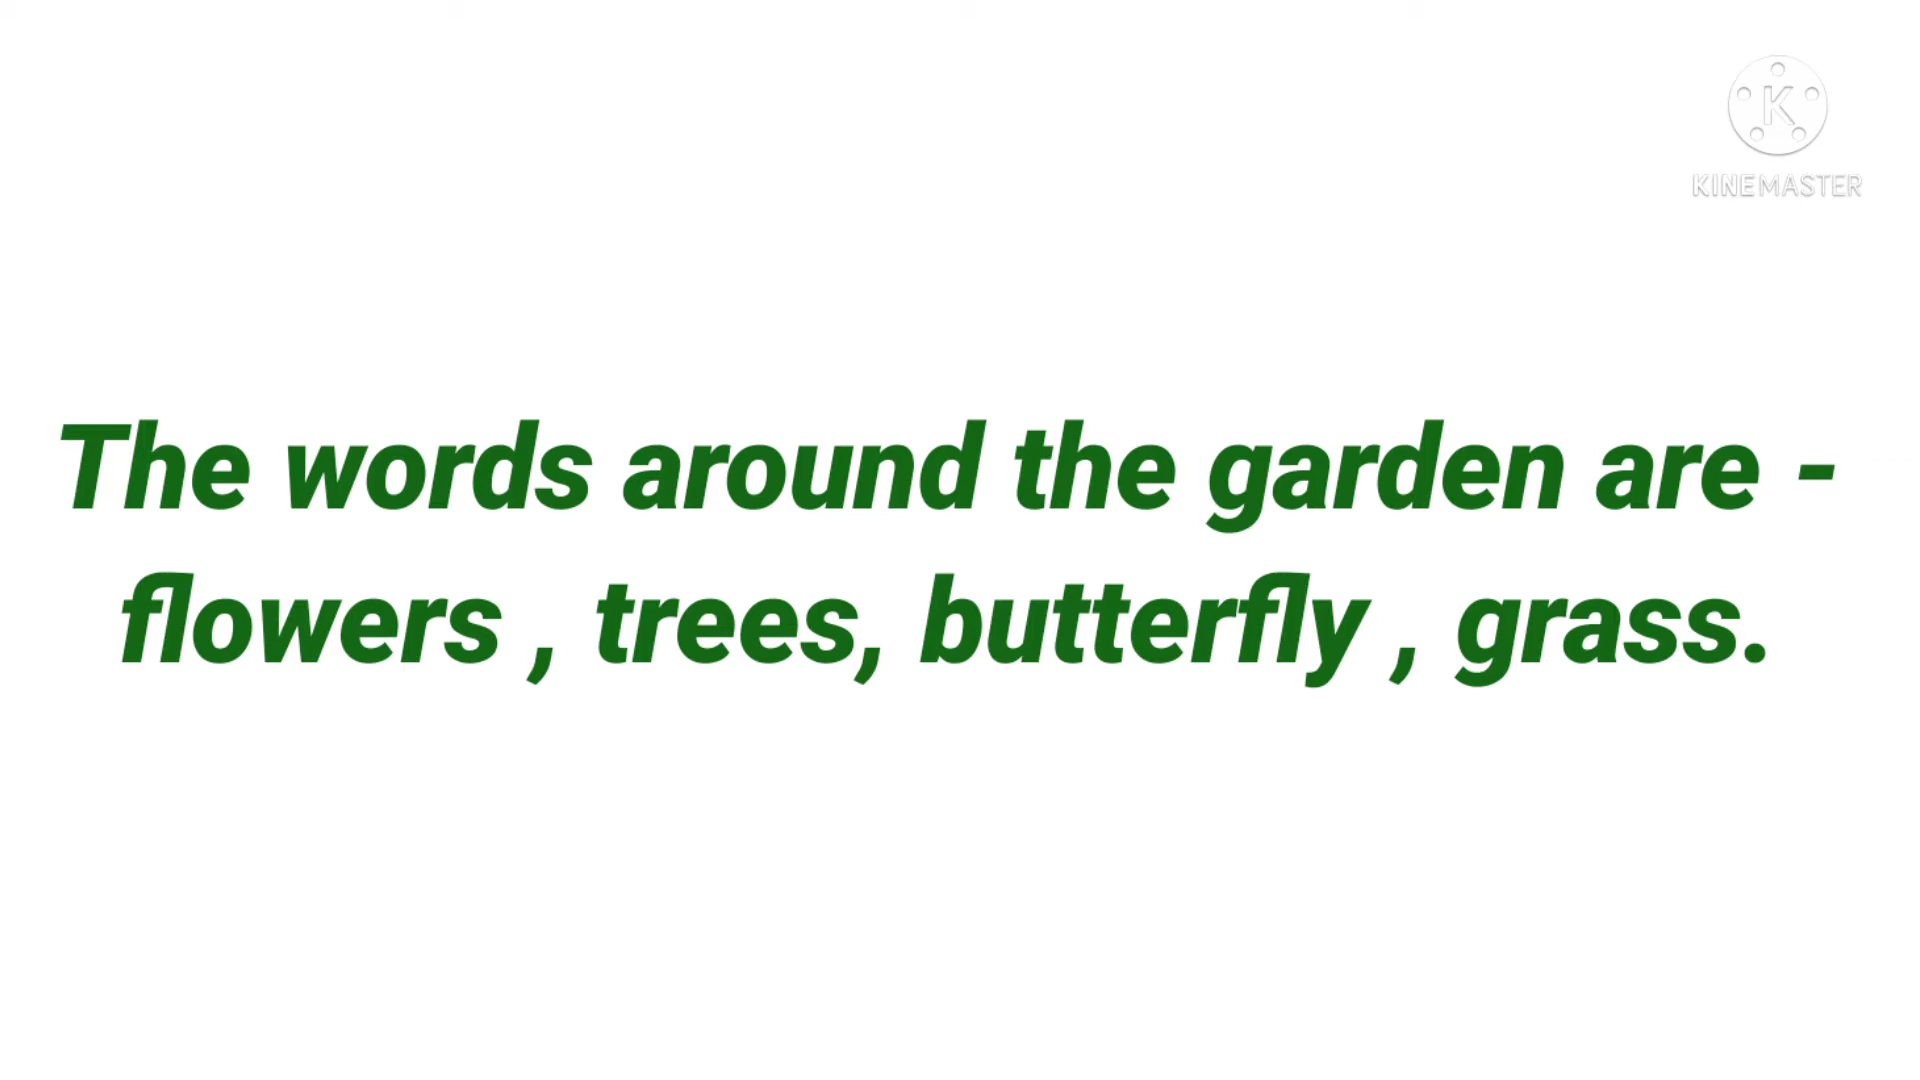 KINEMASTER
The words around the garden are -
flowers , trees, butterfly , grass.